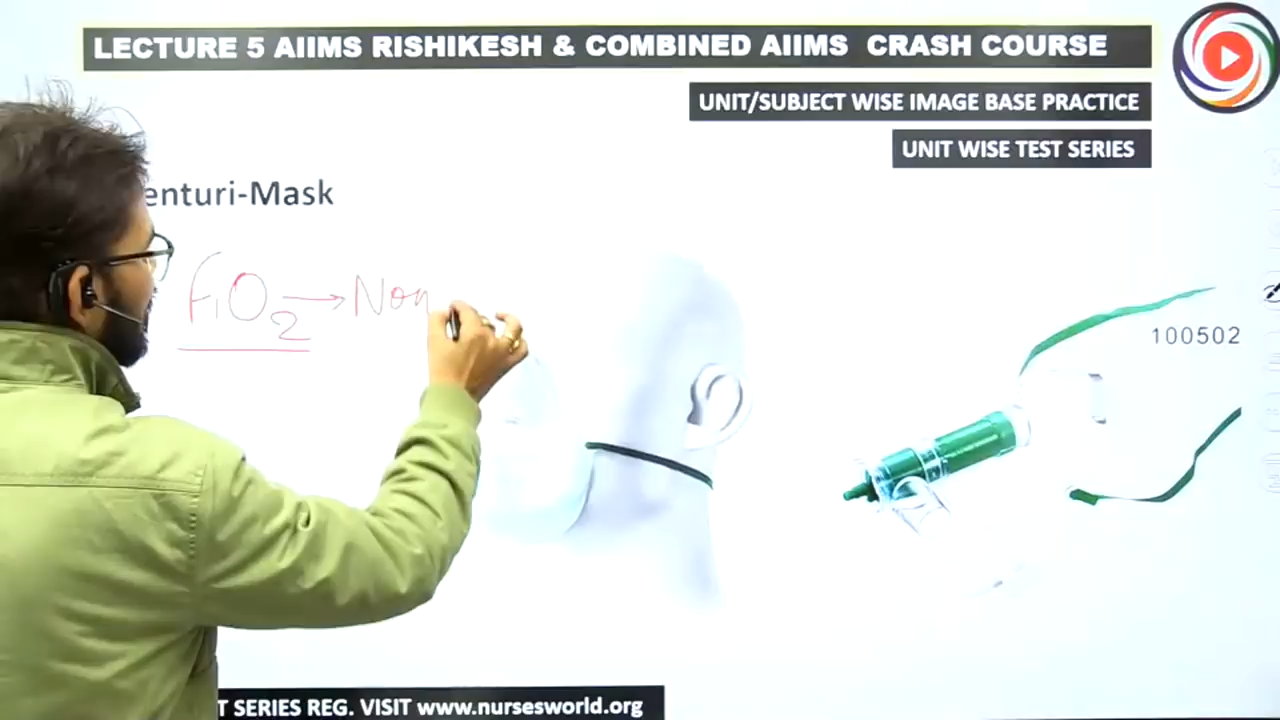 LECTURE 5 AIIMS RISHIKESH & COMBINED AIIMS CRASH COURSE
UNIT/SUBJECT WISE IMAGE BASE PRACTICE
UNIT WISE TEST SERIES
enturi-Mask
FiO2 → Non
100502
T SERIES REG. VISIT www.nursesworld.org